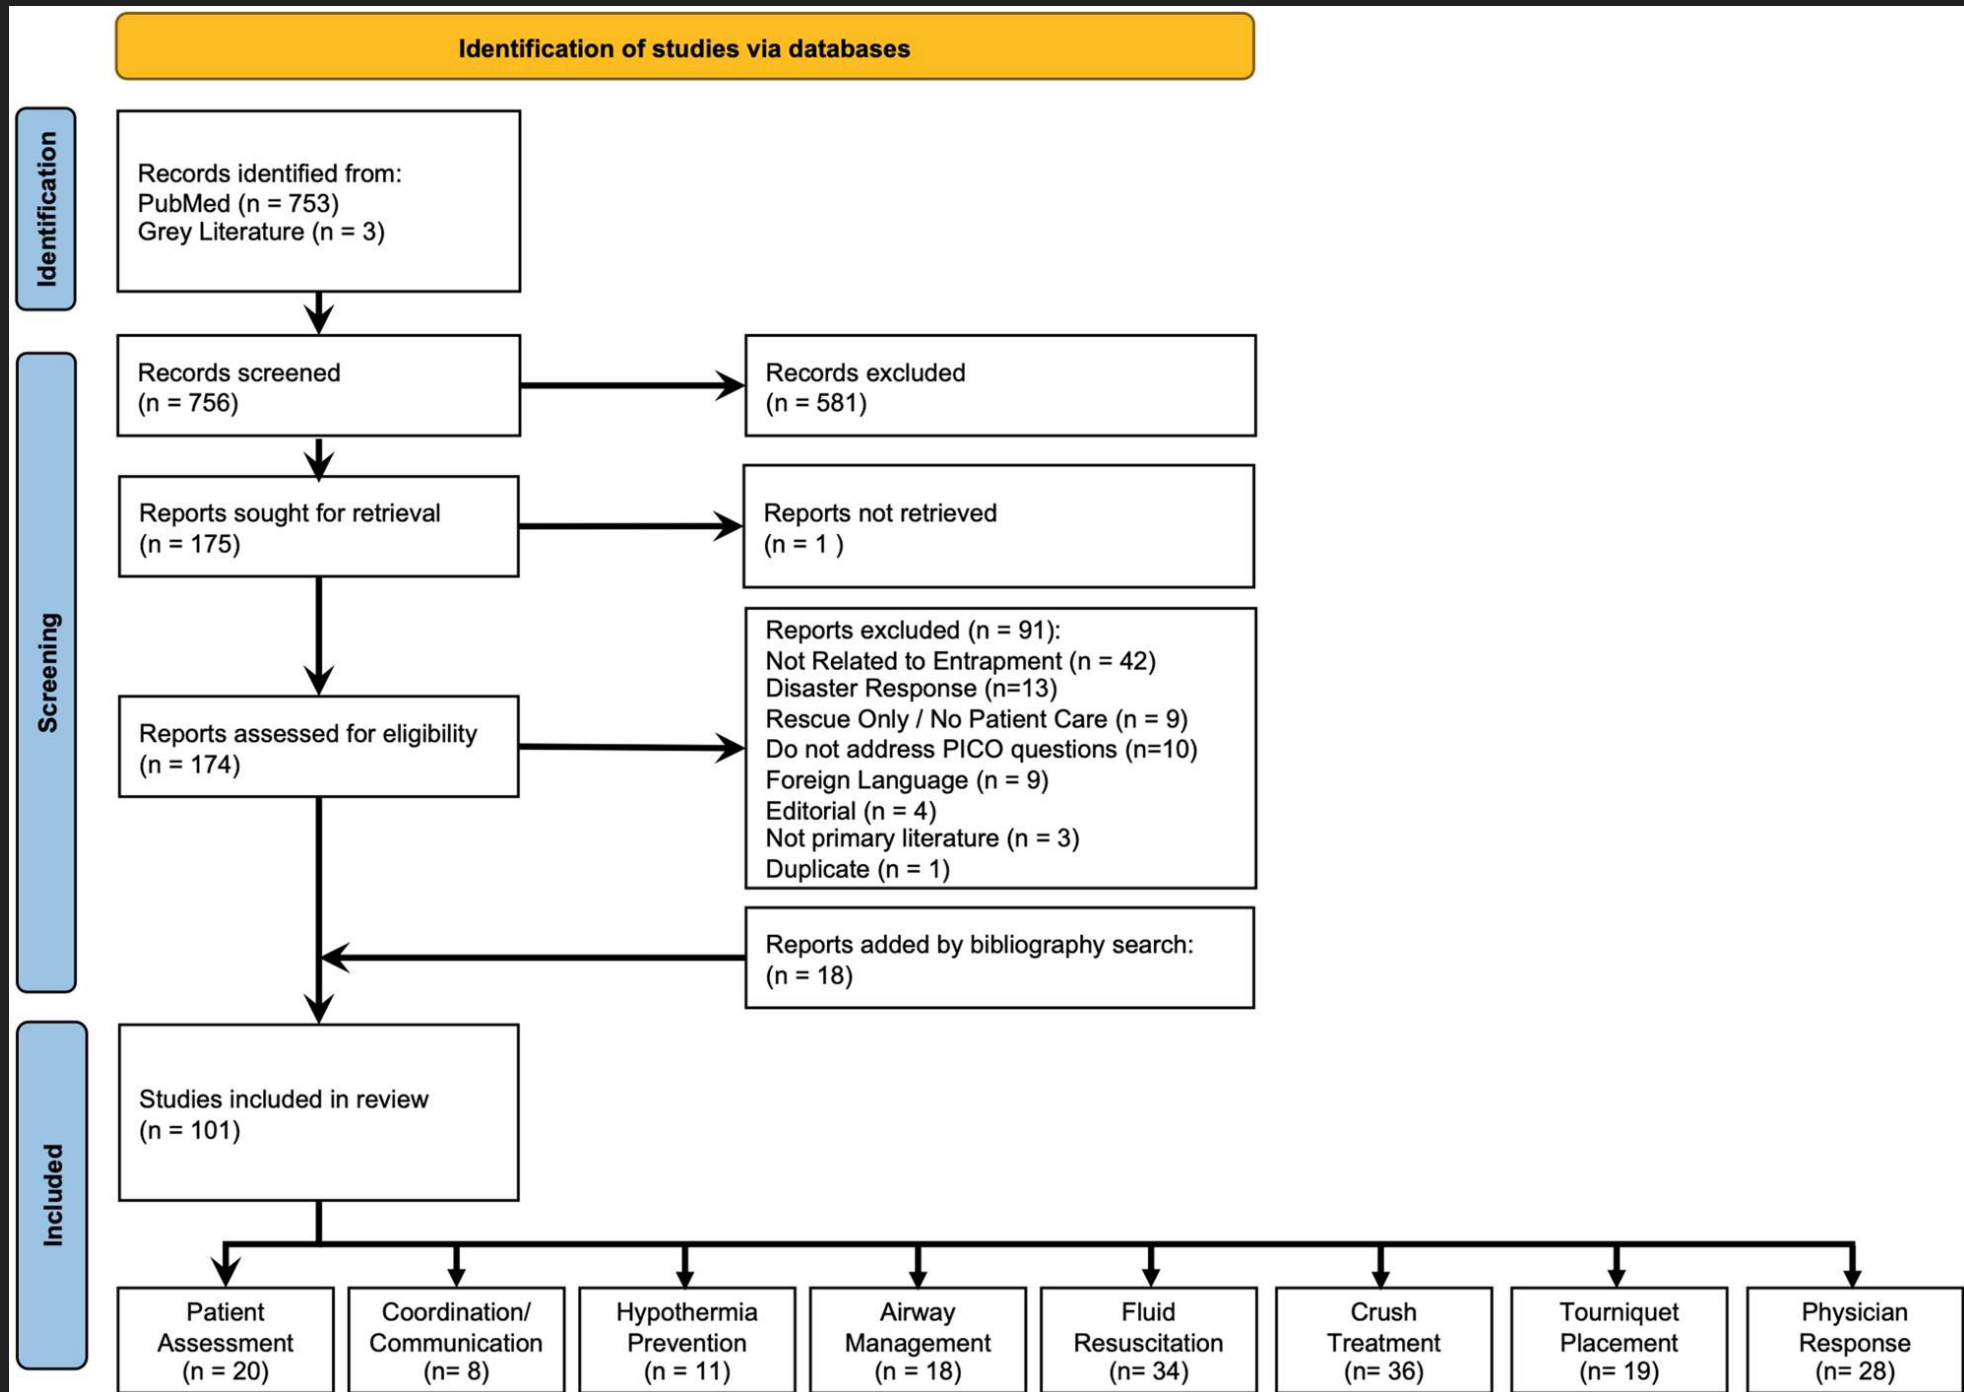 Identification of studies via databases
Identification
Records identified from:
PubMed (n = 753)
Grey Literature (n = 3)
Screening
Records screened
(n = 756)
Records excluded
(n = 581)
Reports sought for retrieval
(n = 175)
Reports not retrieved
(n = 1 )
Reports assessed for eligibility
(n = 174)
Reports excluded (n = 91):
Not Related to Entrapment (n = 42)
Disaster Response (n=13)
Rescue Only / No Patient Care (n = 9)
Do not address PICO questions (n=10)
Foreign Language (n = 9)
Editorial (n = 4)
Not primary literature (n = 3)
Duplicate (n = 1)
Reports added by bibliography search:
(n = 18)
Included
Studies included in review
(n = 101)
Patient
Assessment
(n = 20)
Coordination/
Communication
(n= 8)
Hypothermia
Prevention
(n = 11)
Airway
Management
(n = 18)
Fluid
Resuscitation
(n= 34)
Crush
Treatment
(n= 36)
Tourniquet
Placement
(n= 19)
Physician
Response
(n= 28)